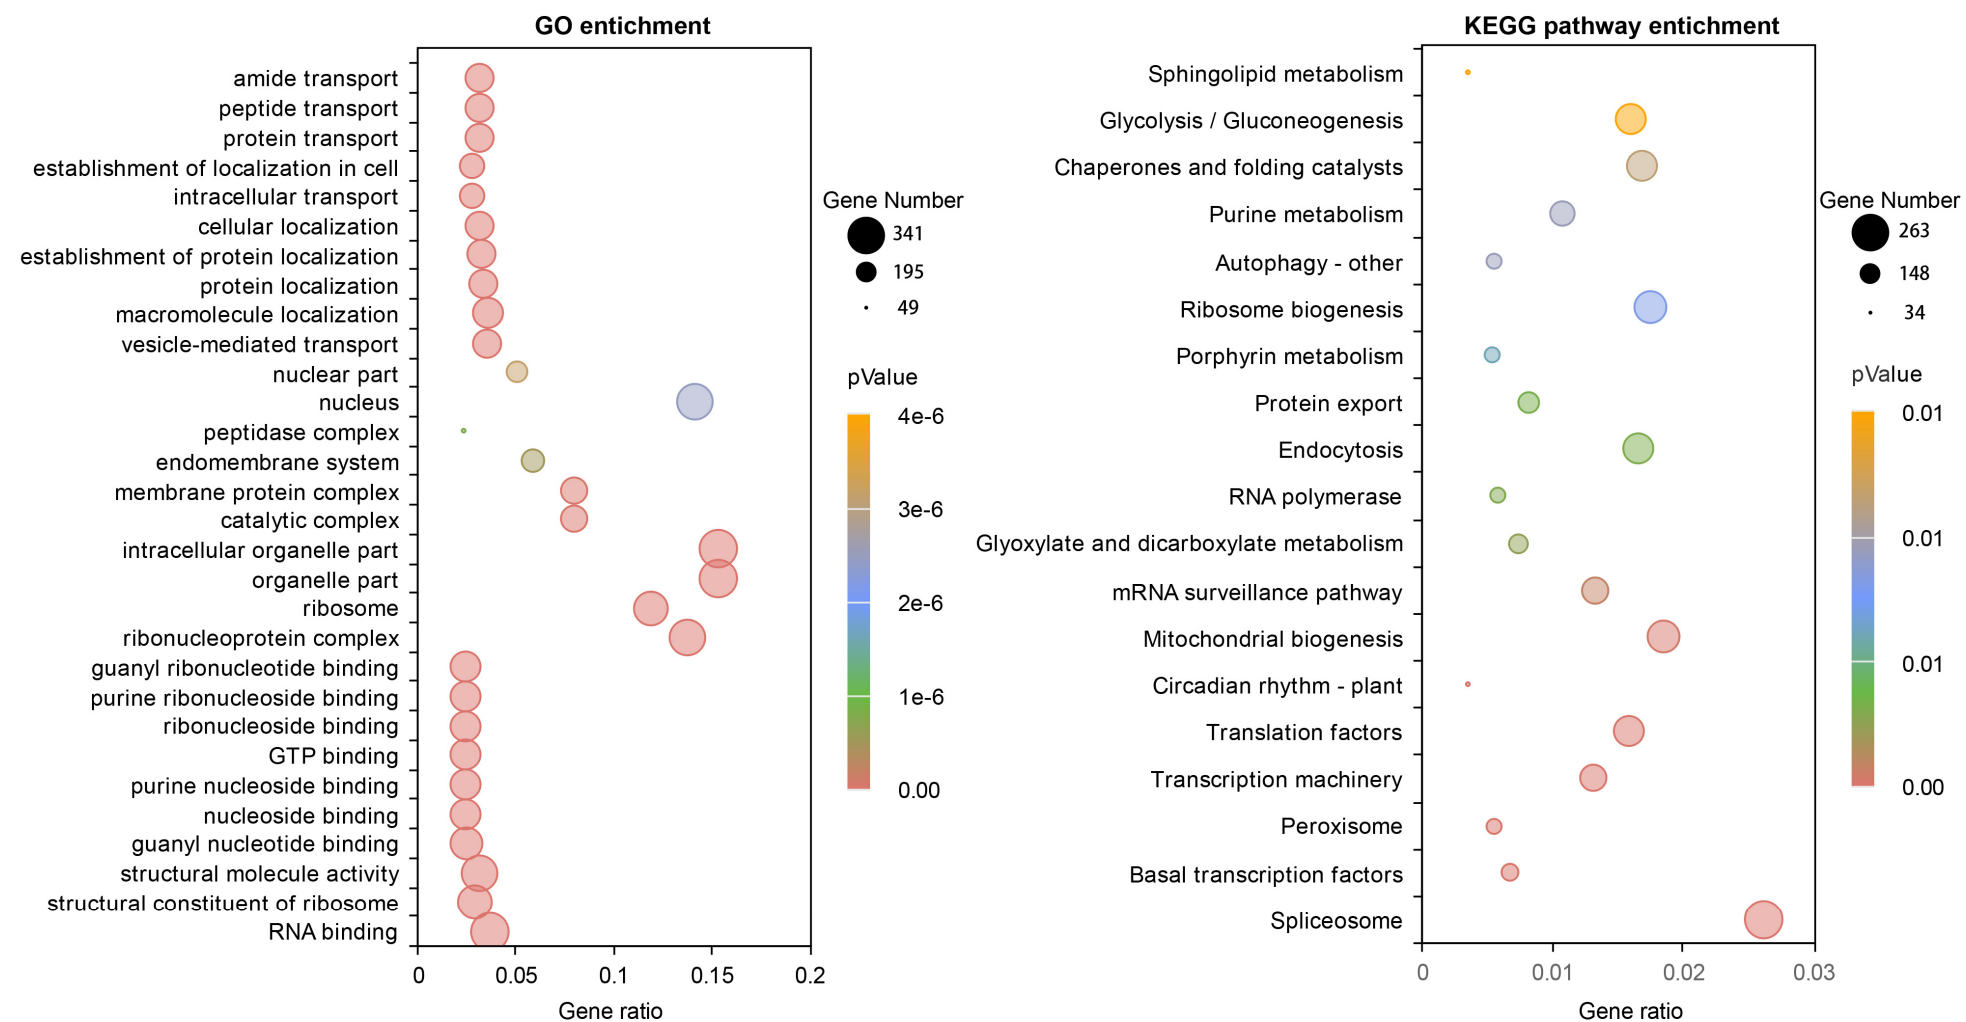 GO entichment
amide transport
peptide transport
protein transport
establishment of localization in cell
intracellular transport
cellular localization
establishment of protein localization
protein localization
macromolecule localization
vesicle-mediated transport
nuclear part
nucleus
peptidase complex
endomembrane system
membrane protein complex
catalytic complex
intracellular organelle part
organelle part
ribosome
ribonucleoprotein complex
guanyl ribonucleotide binding
purine ribonucleoside binding
ribonucleoside binding
GTP binding
purine nucleoside binding
nucleoside binding
guanyl nucleotide binding
structural molecule activity
structural constituent of ribosome
RNA binding
0 0.05 0.1 0.15 0.2
Gene ratio
Gene Number
341
195
49
pValue
4e-6
3e-6
2e-6
1e-6
0.00
KEGG pathway entichment
Sphingolipid metabolism
Glycolysis / Gluconeogenesis
Chaperones and folding catalysts
Purine metabolism
Autophagy - other
Ribosome biogenesis
Porphyrin metabolism
Protein export
Endocytosis
RNA polymerase
Glyoxylate and dicarboxylate metabolism
mRNA surveillance pathway
Mitochondrial biogenesis
Circadian rhythm - plant
Translation factors
Transcription machinery
Peroxisome
Basal transcription factors
Spliceosome
0 0.01 0.02 0.03
Gene ratio
Gene Number
263
148
34
pValue
0.01
0.01
0.01
0.00